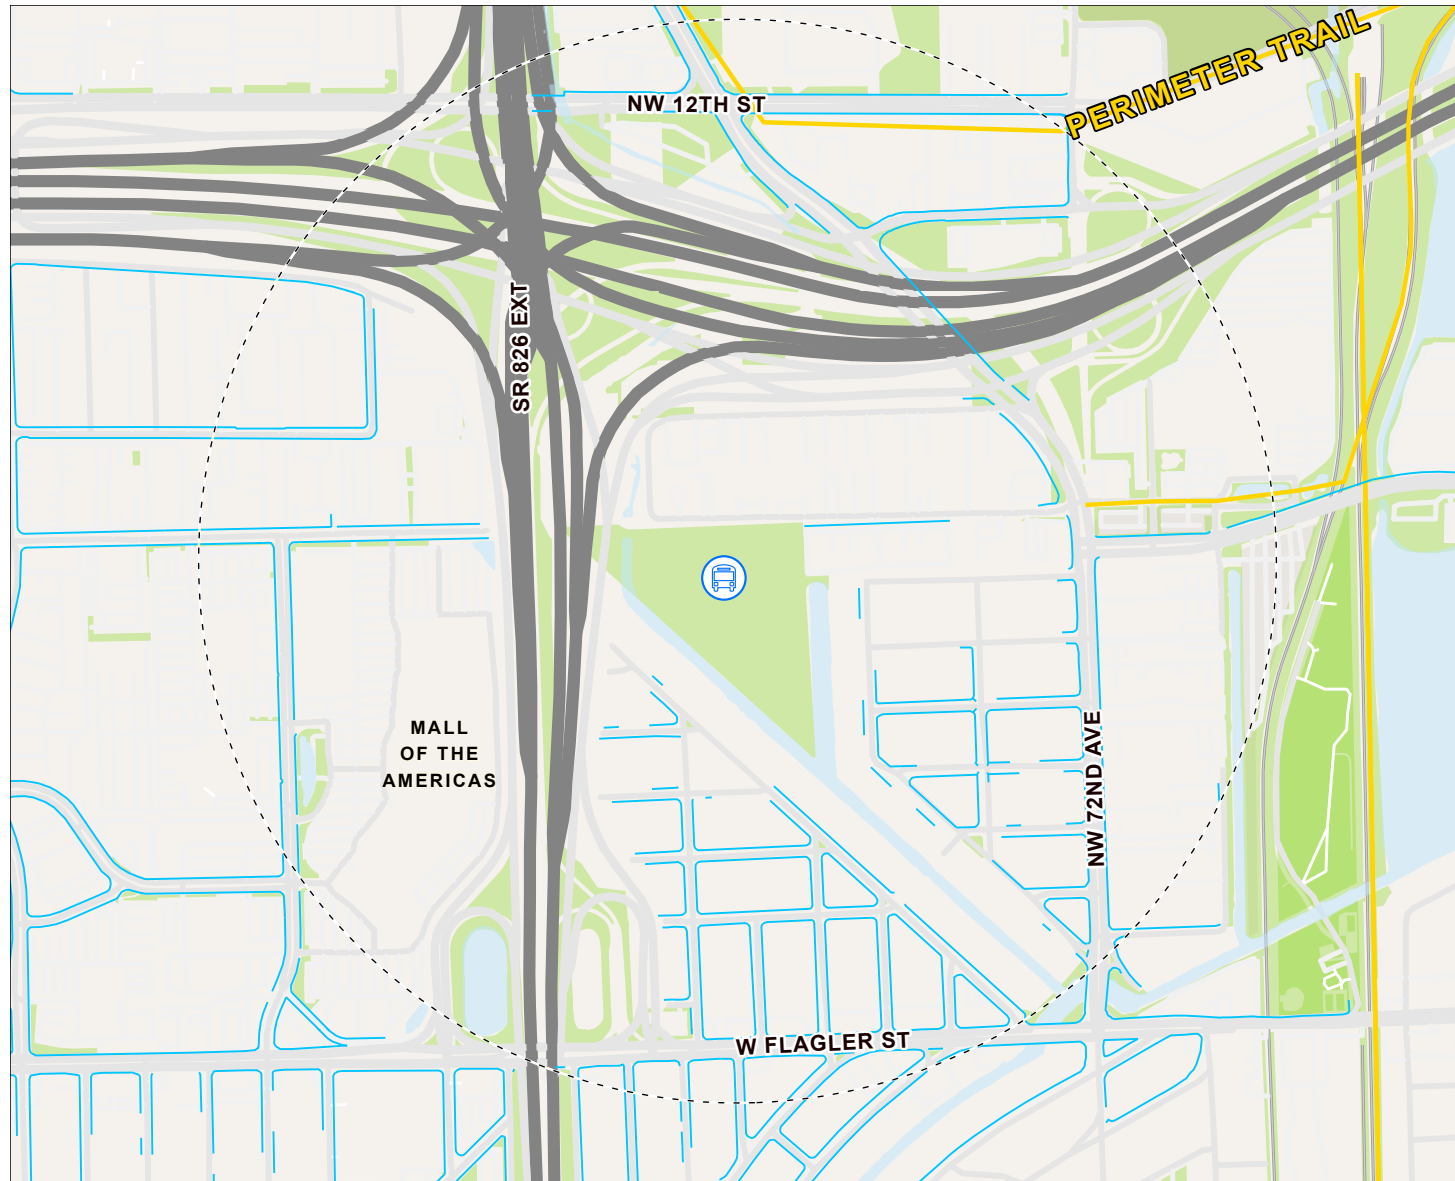 PERIMETER TRAIL
NW 12TH ST
SR 826 EXT
MALL
OF THE
AMERICAS
NW 72ND AVE
W FLAGLER ST